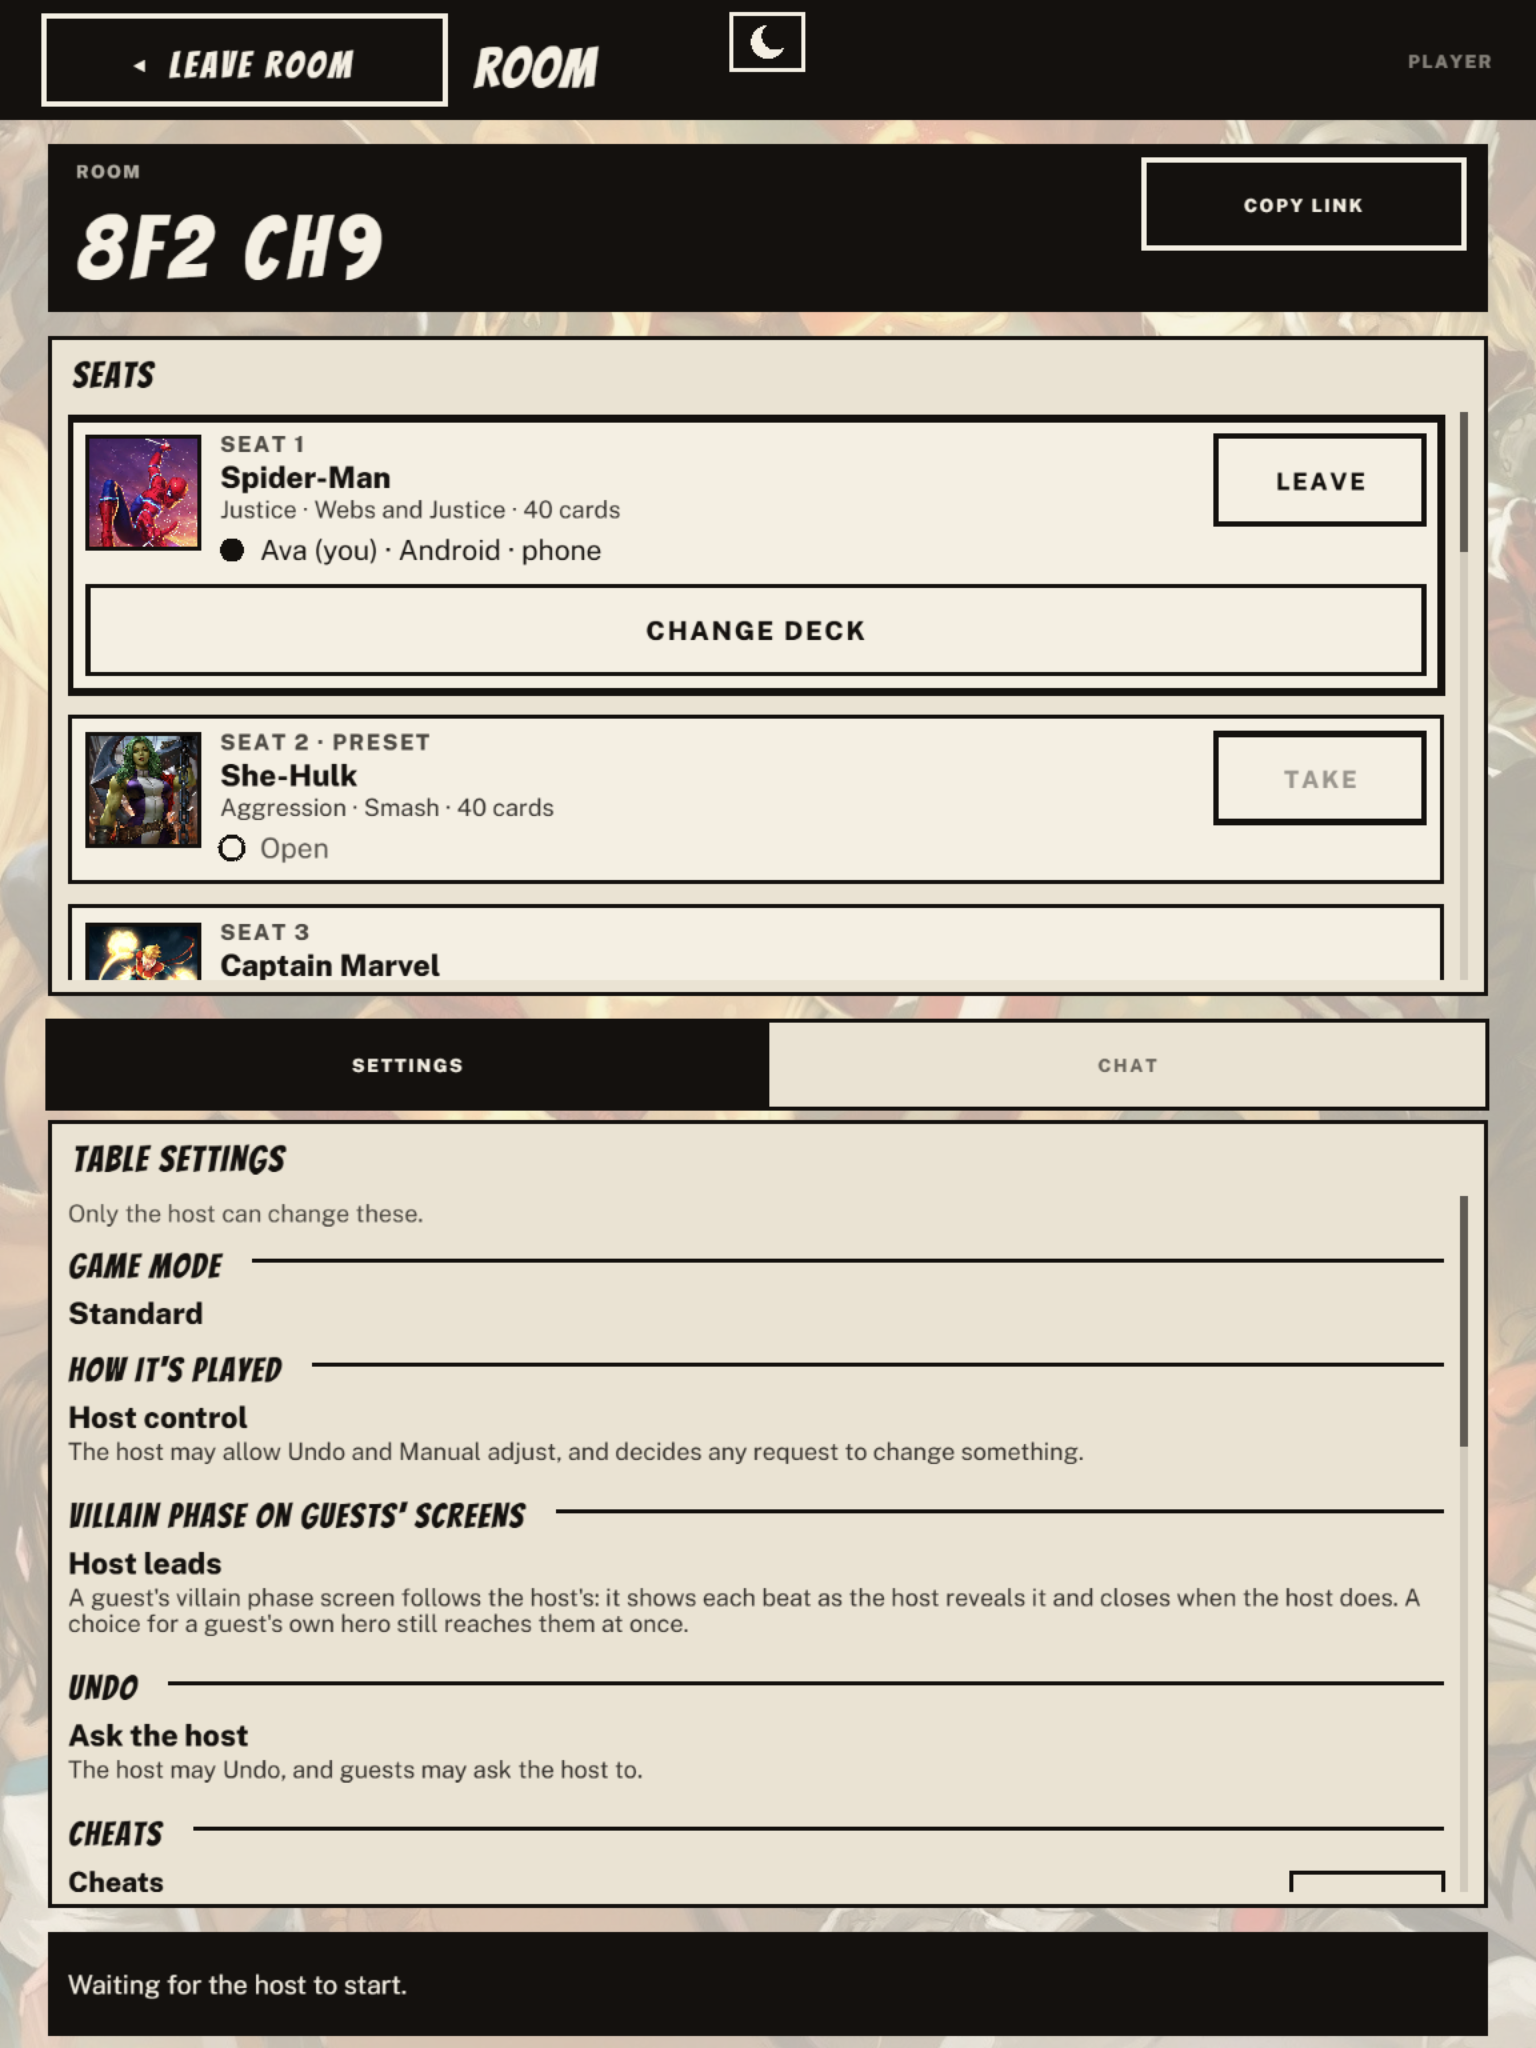 ◂ LEAVE ROOM
ROOM
PLAYER
ROOM
8F2 CH9
COPY LINK
SEATS
SEAT 1
Spider-Man
Justice · Webs and Justice · 40 cards
Ava (you) · Android · phone
LEAVE
CHANGE DECK
SEAT 2 · PRESET
She-Hulk
Aggression · Smash · 40 cards
Open
TAKE
SEAT 3
Captain Marvel
SETTINGS
CHAT
TABLE SETTINGS
Only the host can change these.
GAME MODE
Standard
HOW IT'S PLAYED
Host control
The host may allow Undo and Manual adjust, and decides any request to change something.
VILLAIN PHASE ON GUESTS' SCREENS
Host leads
A guest's villain phase screen follows the host's: it shows each beat as the host reveals it and closes when the host does. A
choice for a guest's own hero still reaches them at once.
UNDO
Ask the host
The host may Undo, and guests may ask the host to.
CHEATS
Cheats
Waiting for the host to start.